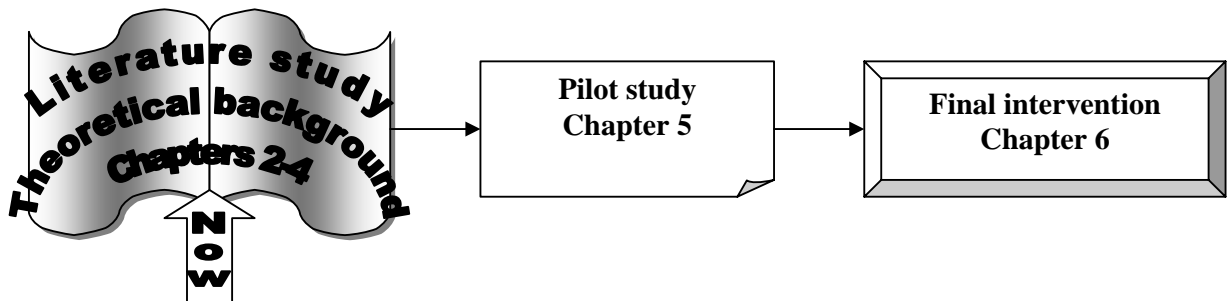 Literature study
Theoretical background
Chapters 2-4
Now
Pilot study
Chapter 5
Final intervention
Chapter 6